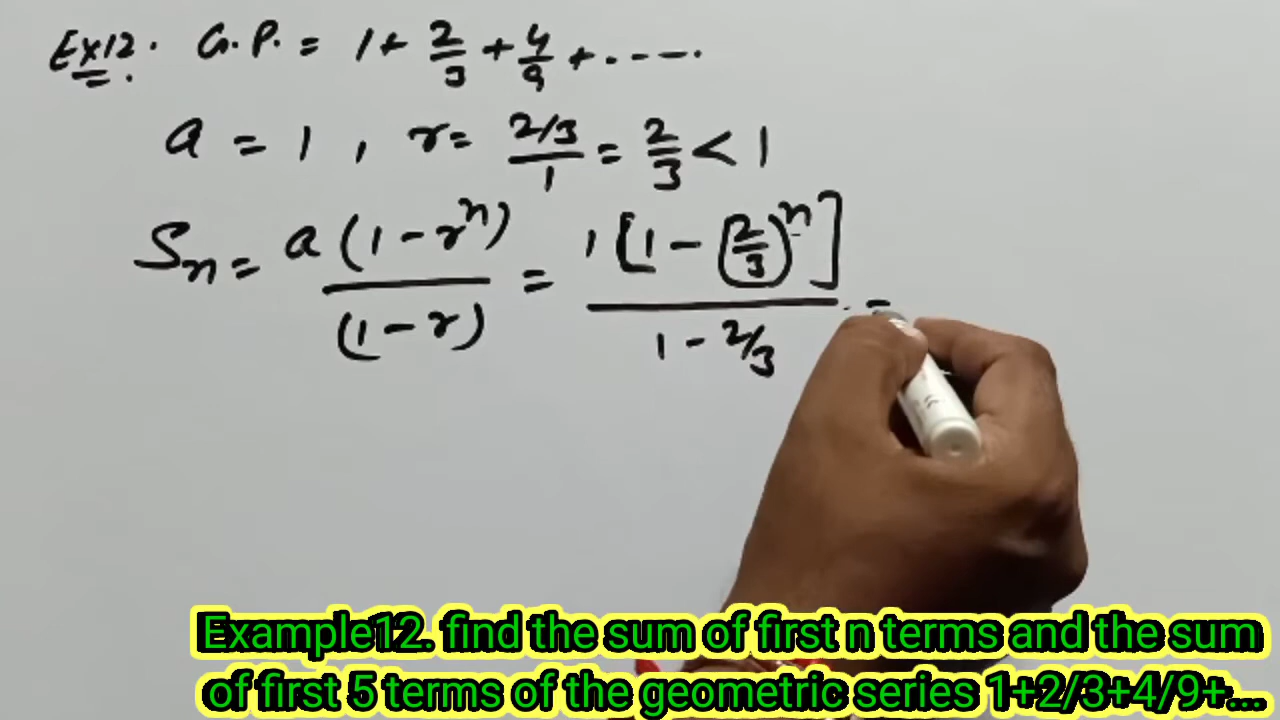 Ex12. G.P. = 1 + 2/3 + 4/9 + ......
a = 1 , r = 2/3/1 = 2/3 < 1
Sn = a(1-r^n)/(1-r) = 1[1-(2/3)^n]/1-2/3 =
Example12. find the sum of first n terms and the sum
of first 5 terms of the geometric series 1+2/3+4/9+...